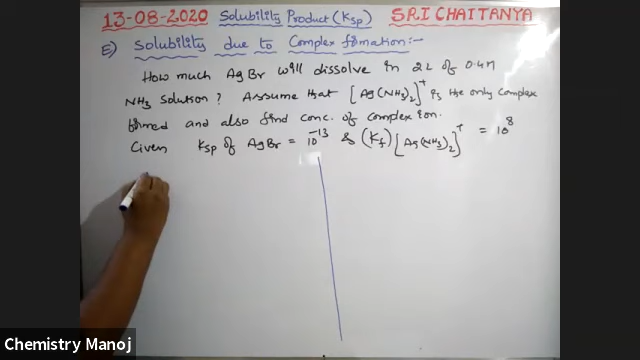 13-08-2020 Solubility Product (Ksp) SRI CHAITANYA
E) Solubility due to Complex formation:-
How much AgBr will dissolve in 2L of 0.4M
NH3 solution? Assume that [Ag(NH3)2]+ is the only complex
formed and also find conc. of complex ion.
Given Ksp of AgBr = 10^-13 & (Kf)[Ag(NH3)2]+ = 10^8
Chemistry Manoj